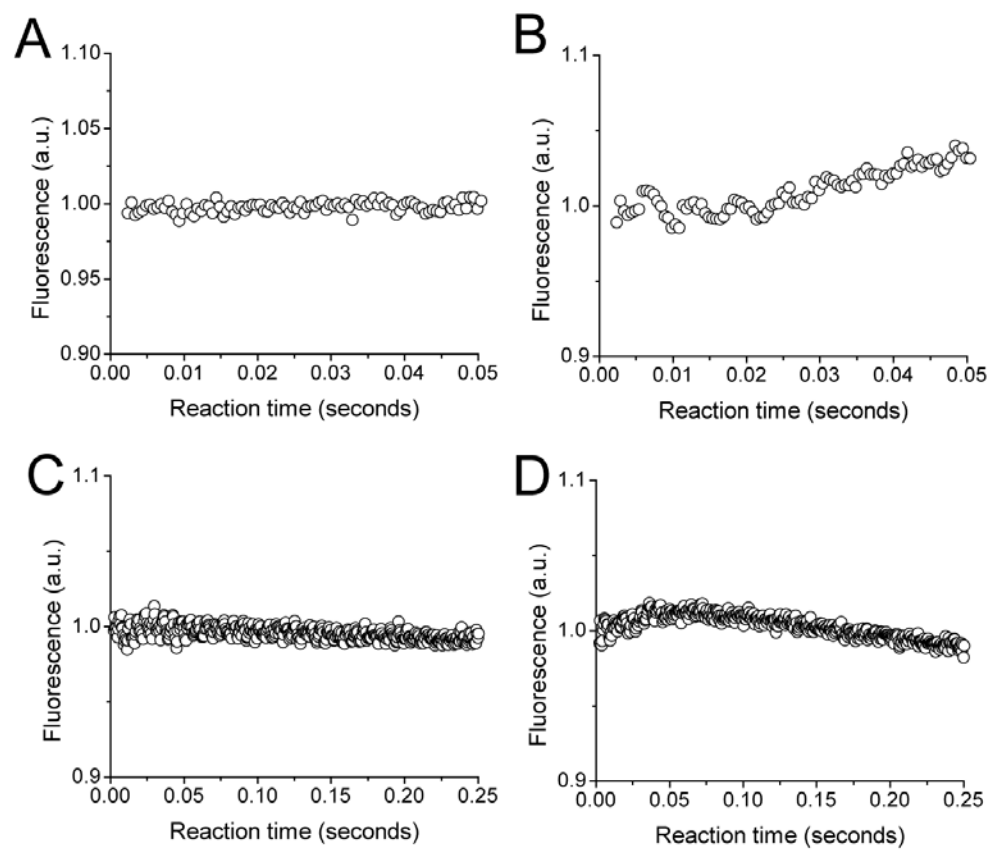 A
1.10
1.05
1.00
0.95
0.90
Fluorescence (a.u.)
0.00 0.01 0.02 0.03 0.04 0.05
Reaction time (seconds)
B
1.1
1.0
0.9
Fluorescence (a.u.)
0.00 0.01 0.02 0.03 0.04 0.05
Reaction time (seconds)
C
1.1
1.0
0.9
Fluorescence (a.u.)
0.00 0.05 0.10 0.15 0.20 0.25
Reaction time (seconds)
D
1.1
1.0
0.9
Fluorescence (a.u.)
0.00 0.05 0.10 0.15 0.20 0.25
Reaction time (seconds)